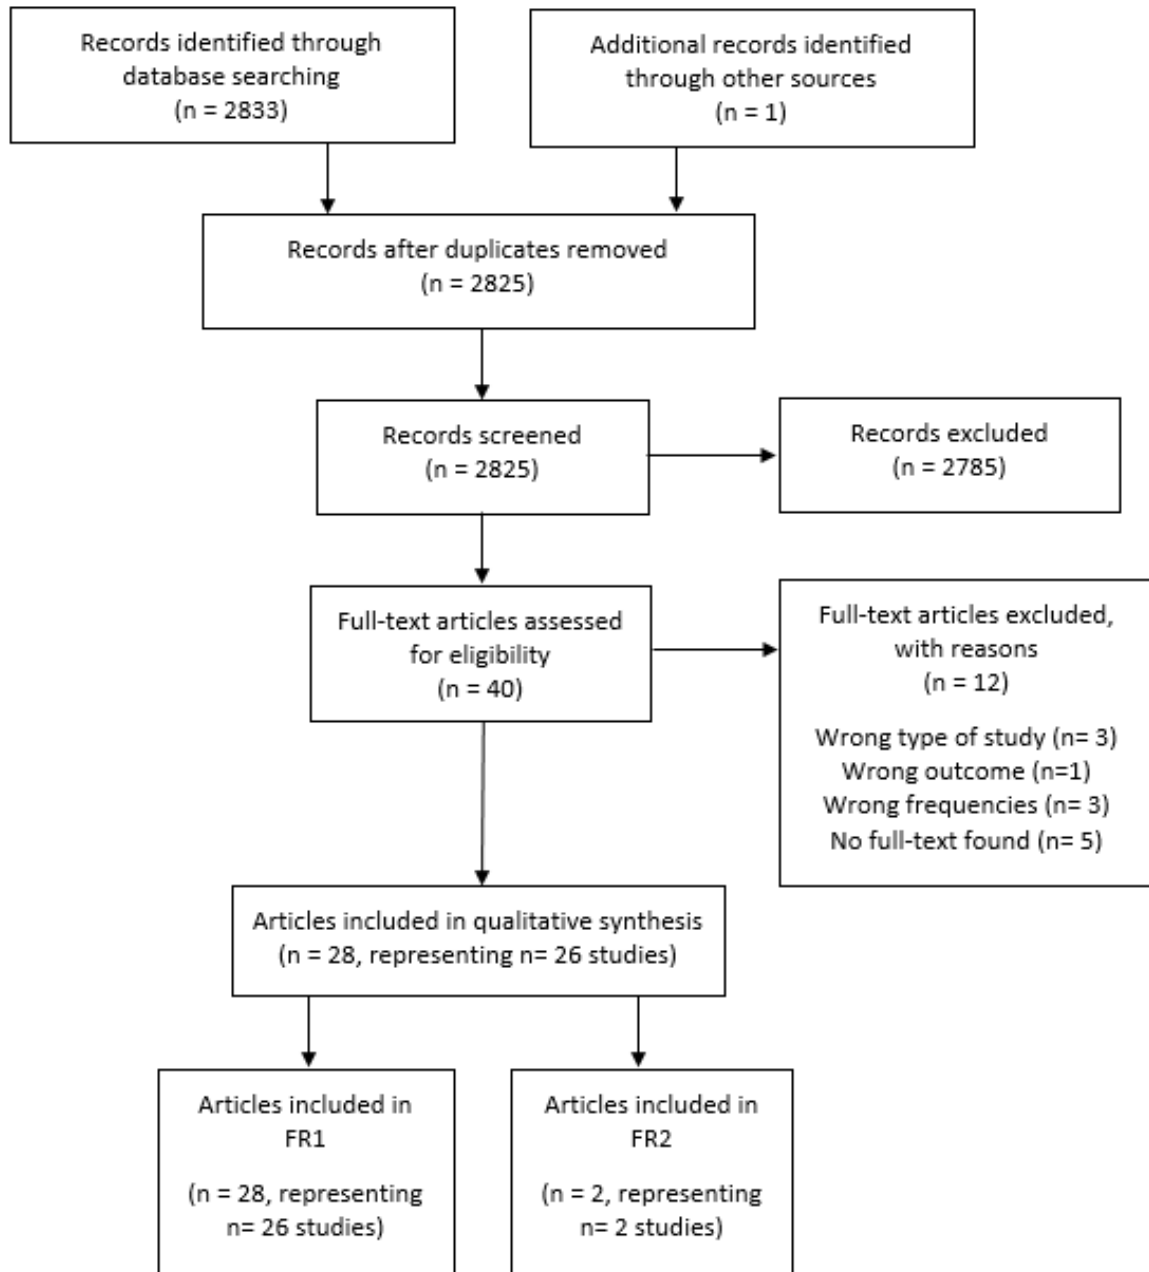 Records identified through
database searching
(n = 2833)
Additional records identified
through other sources
(n = 1)
Records after duplicates removed
(n = 2825)
Records screened
(n = 2825)
Records excluded
(n = 2785)
Full-text articles assessed
for eligibility
(n = 40)
Full-text articles excluded,
with reasons
(n = 12)
Wrong type of study (n= 3)
Wrong outcome (n=1)
Wrong frequencies (n= 3)
No full-text found (n= 5)
Articles included in qualitative synthesis
(n = 28, representing n= 26 studies)
Articles included in
FR1
(n = 28, representing
n= 26 studies)
Articles included in
FR2
(n = 2, representing
n= 2 studies)